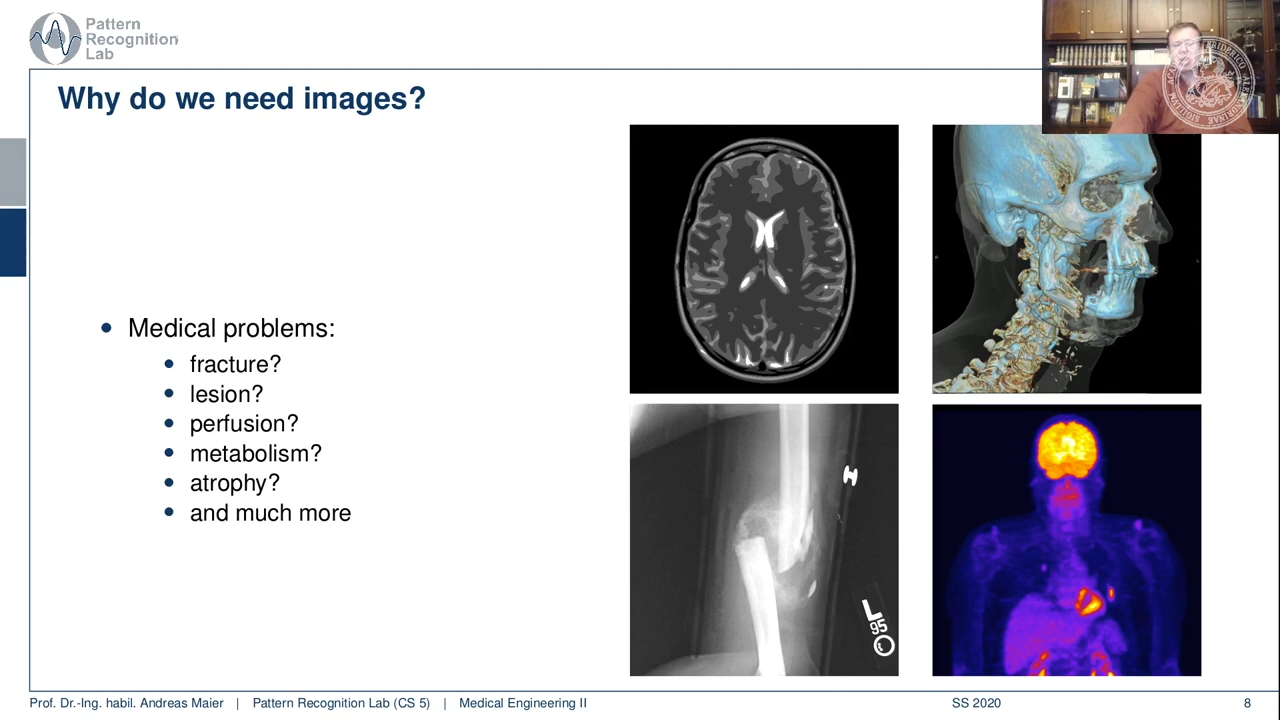 Pattern
Recognition
Lab
Why do we need images?
Medical problems:
fracture?
lesion?
perfusion?
metabolism?
atrophy?
and much more
H
L
Prof. Dr.-Ing. habil. Andreas Maier | Pattern Recognition Lab (CS 5) | Medical Engineering II
SS 2020
8